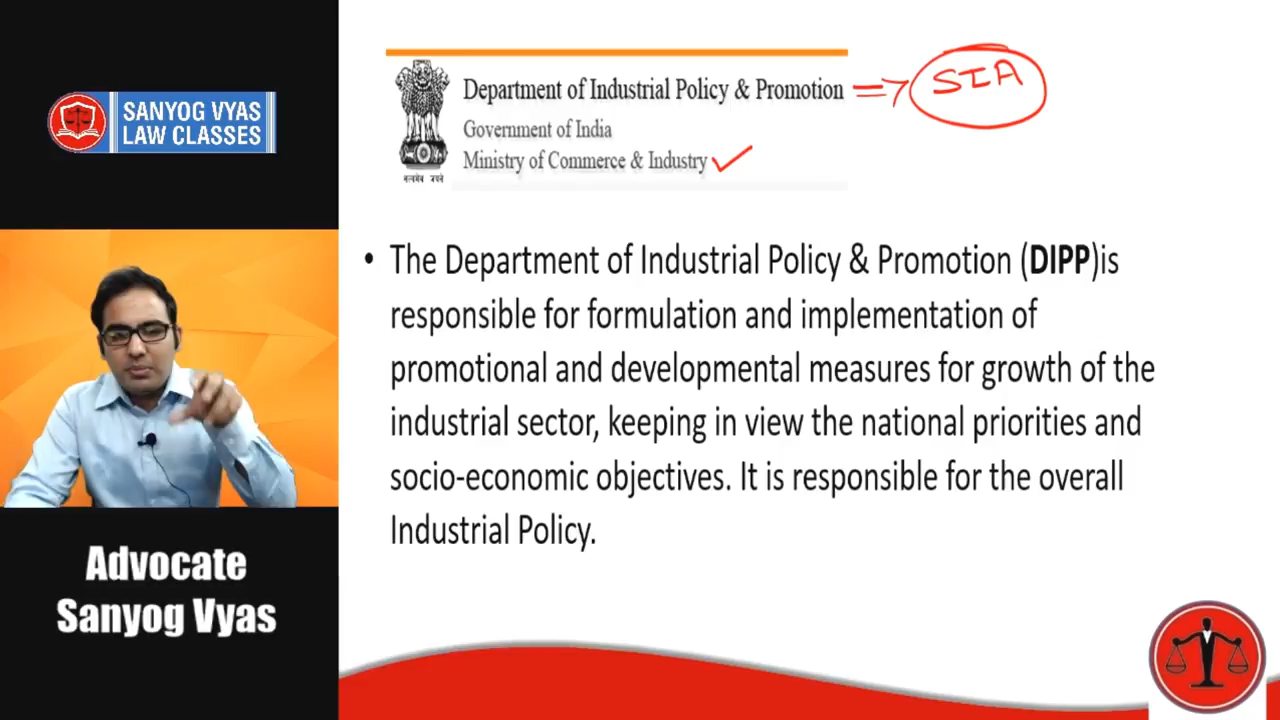 SANYOG VYAS
LAW CLASSES
Department of Industrial Policy & Promotion => SIA
Government of India
Ministry of Commerce & Industry ✓
सत्यमेव जयते
• The Department of Industrial Policy & Promotion (DIPP)is
responsible for formulation and implementation of
promotional and developmental measures for growth of the
industrial sector, keeping in view the national priorities and
socio-economic objectives. It is responsible for the overall
Industrial Policy.
Advocate
Sanyog Vyas